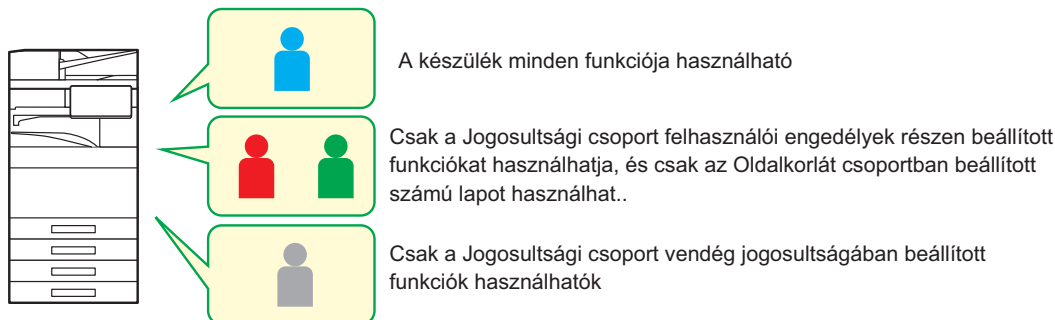 A készülék minden funkciója használható
Csak a Jogosultsági csoport felhasználói engedélyek részen beállított
funkciókat használhatja, és csak az Oldalkorlát csoportban beállított
számú lapot használhat..
Csak a Jogosultsági csoport vendég jogosultságában beállított
funkciók használhatók